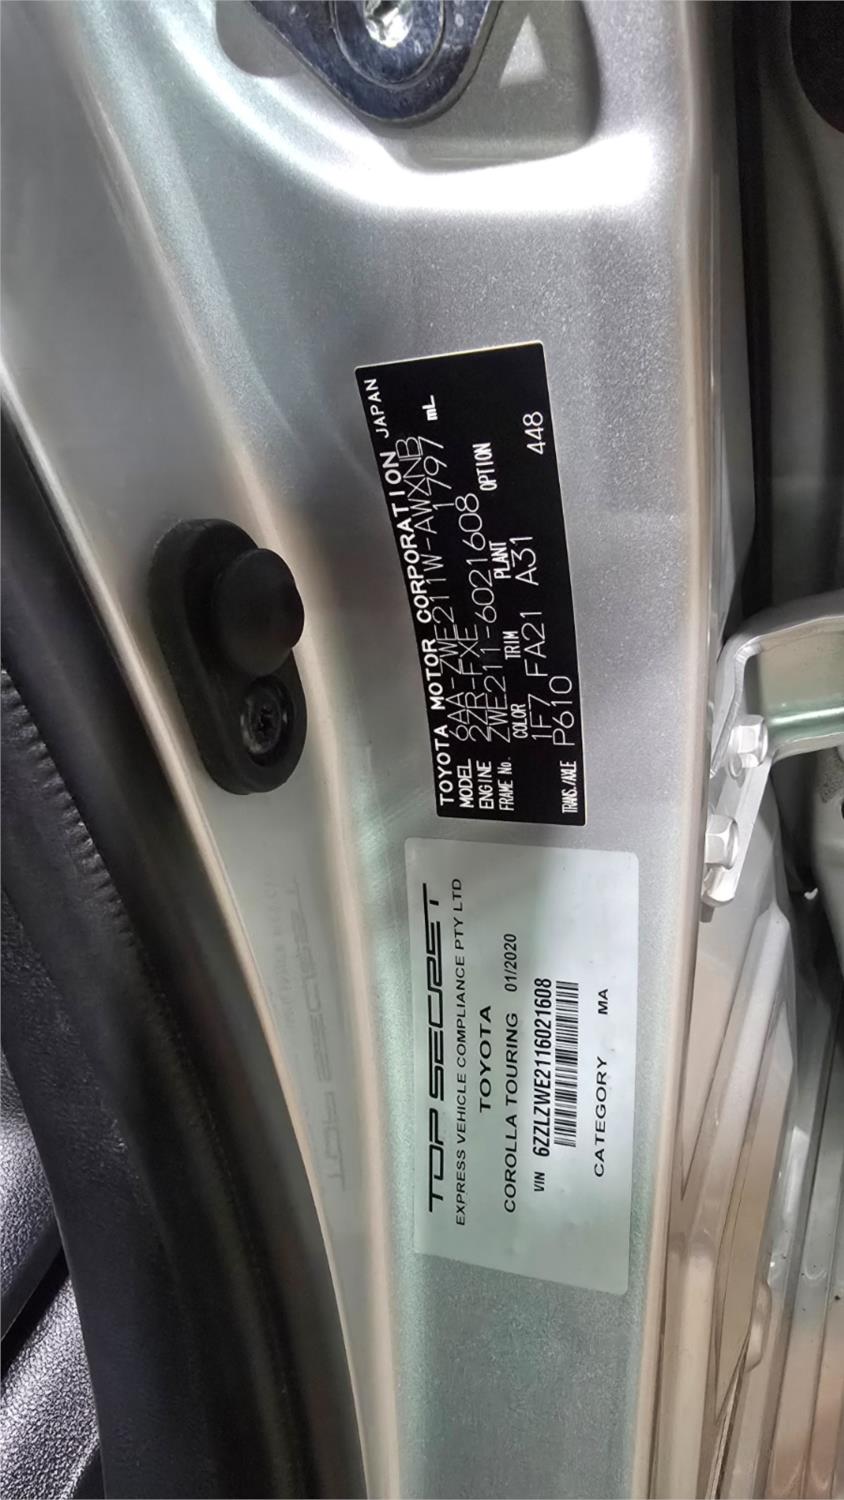 TOYOTA MOTOR CORPORATION JAPAN
MODEL 6AA-ZWE211W-AWXNB
ENGINE 2ZR-FXE 1797 mL
FRAME No. ZWE211-6021608
COLOR TRIM PLANT OPTION
1F7 FA21 A31 448
TRANS./AXLE P610
TOP SECRET
EXPRESS VEHICLE COMPLIANCE PTY LTD
TOYOTA
COROLLA TOURING 01/2020
VIN 6ZZLZWE2116021608
CATEGORY MA